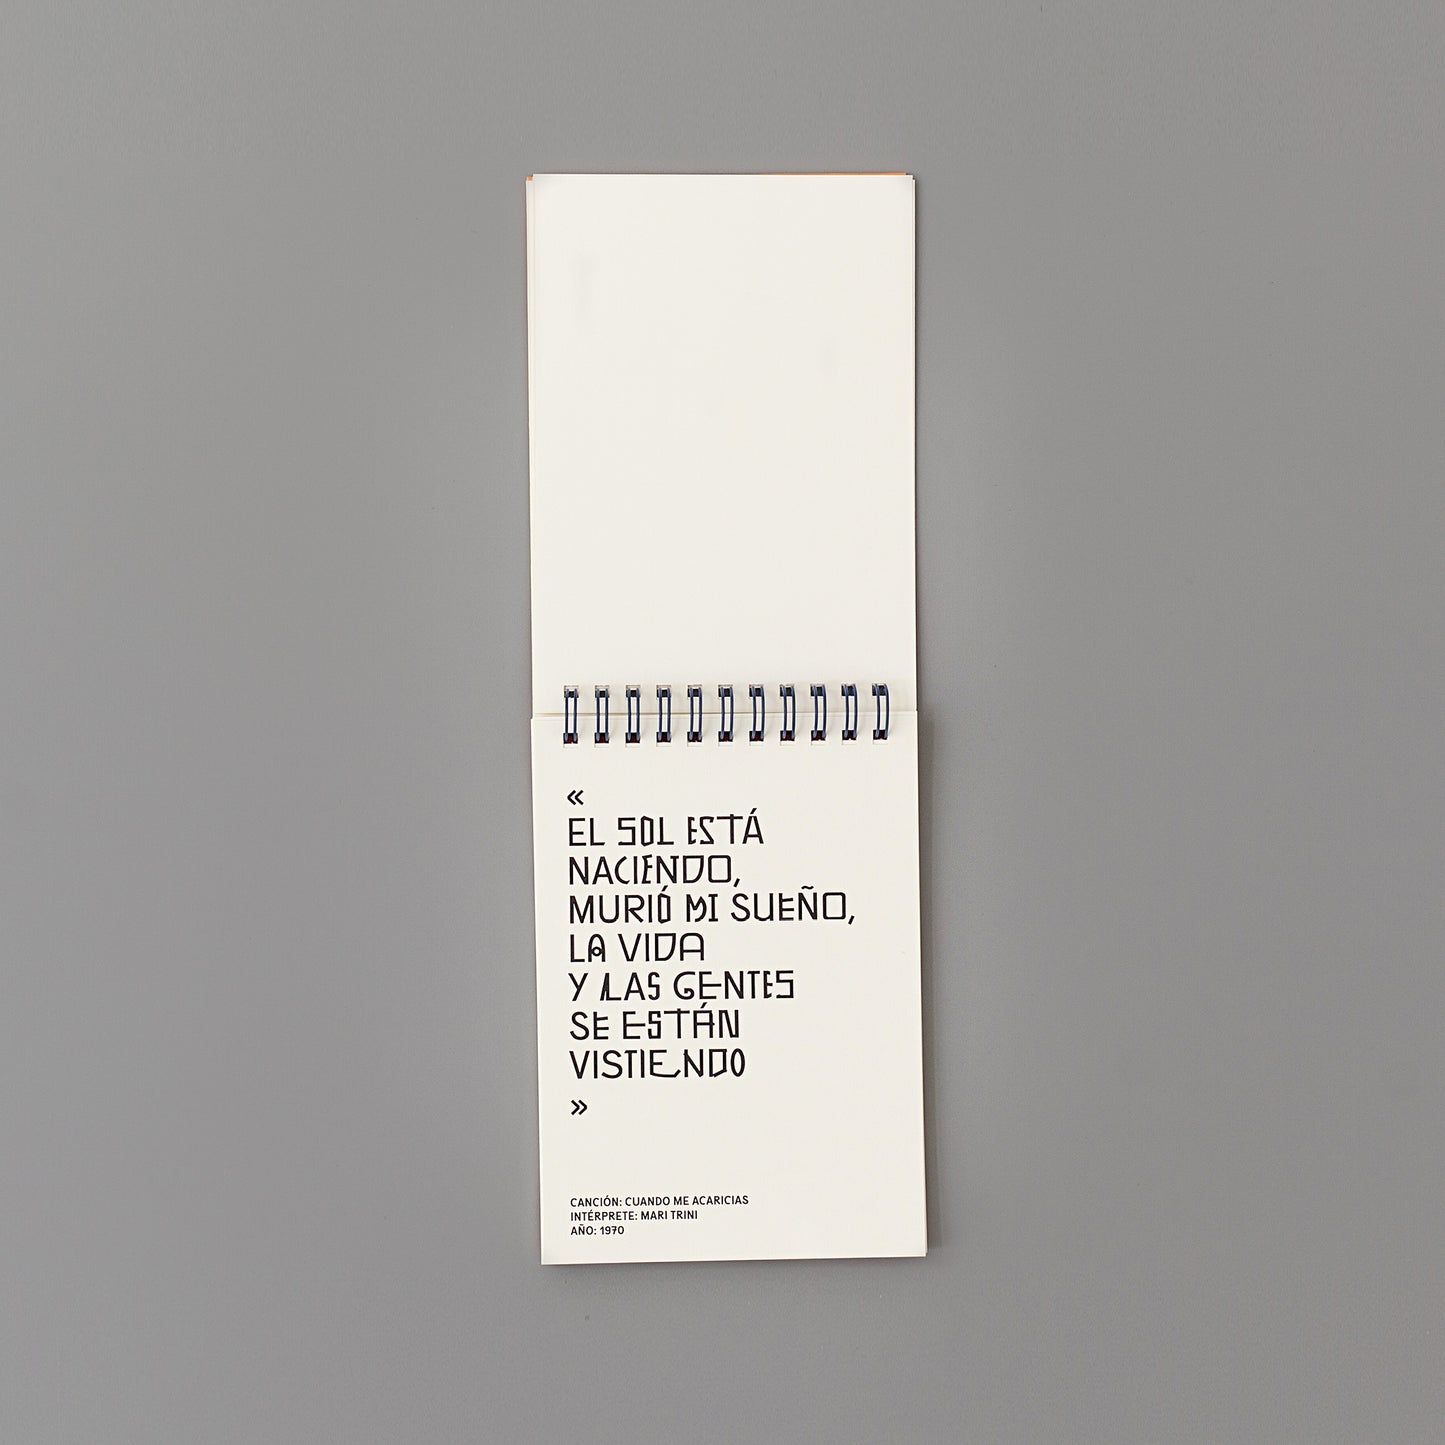 «
EL SOL ESTÁ
NACIENDO,
MURIÓ MI SUEÑO,
LA VIDA
Y LAS GENTES
SE ESTÁN
VISTIENDO
»
CANCIÓN: CUANDO ME ACARICIAS
INTÉRPRETE: MARI TRINI
AÑO: 1970